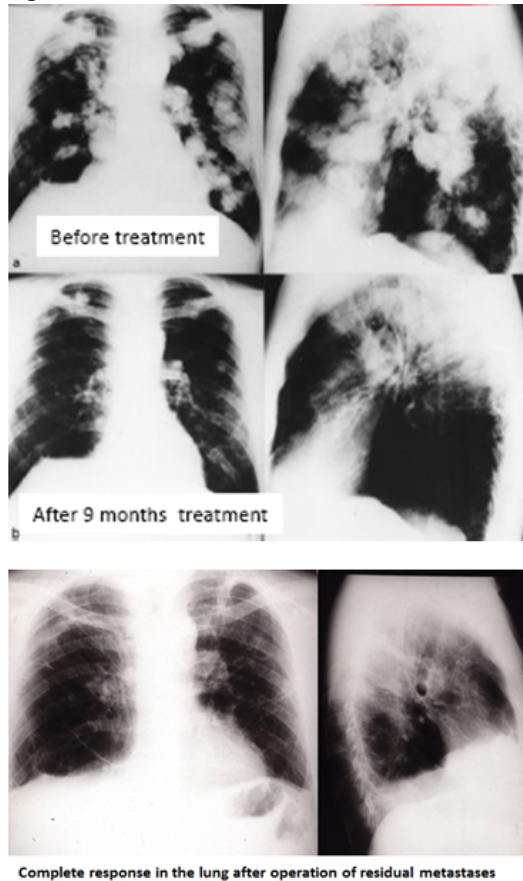 Before treatment
a
After 9 months treatment
b
Complete response in the lung after operation of residual metastases